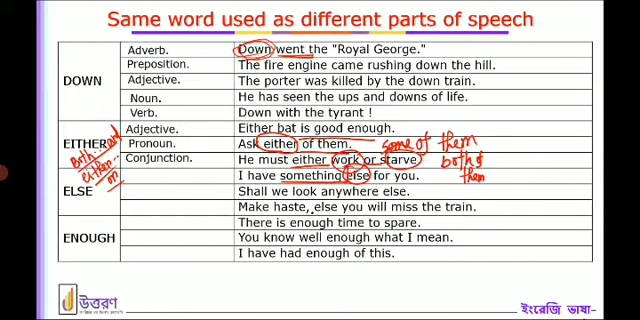 Same word used as different parts of speech
DOWN
Adverb. Down went the "Royal George."
Preposition. The fire engine came rushing down the hill.
Adjective. The porter was killed by the down train.
Noun. He has seen the ups and downs of life.
Verb. Down with the tyrant !
EITHER
Adjective. Either bat is good enough.
Pronoun. Ask either of them.
Conjunction. He must either work or starve
some of them
both of
them
Both... and
either...
or
ELSE
I have something else for you.
Shall we look anywhere else.
Make haste, else you will miss the train.
ENOUGH
There is enough time to spare.
You know well enough what I mean.
I have had enough of this.
উত্তরণ
ইংরেজি ভাষা-